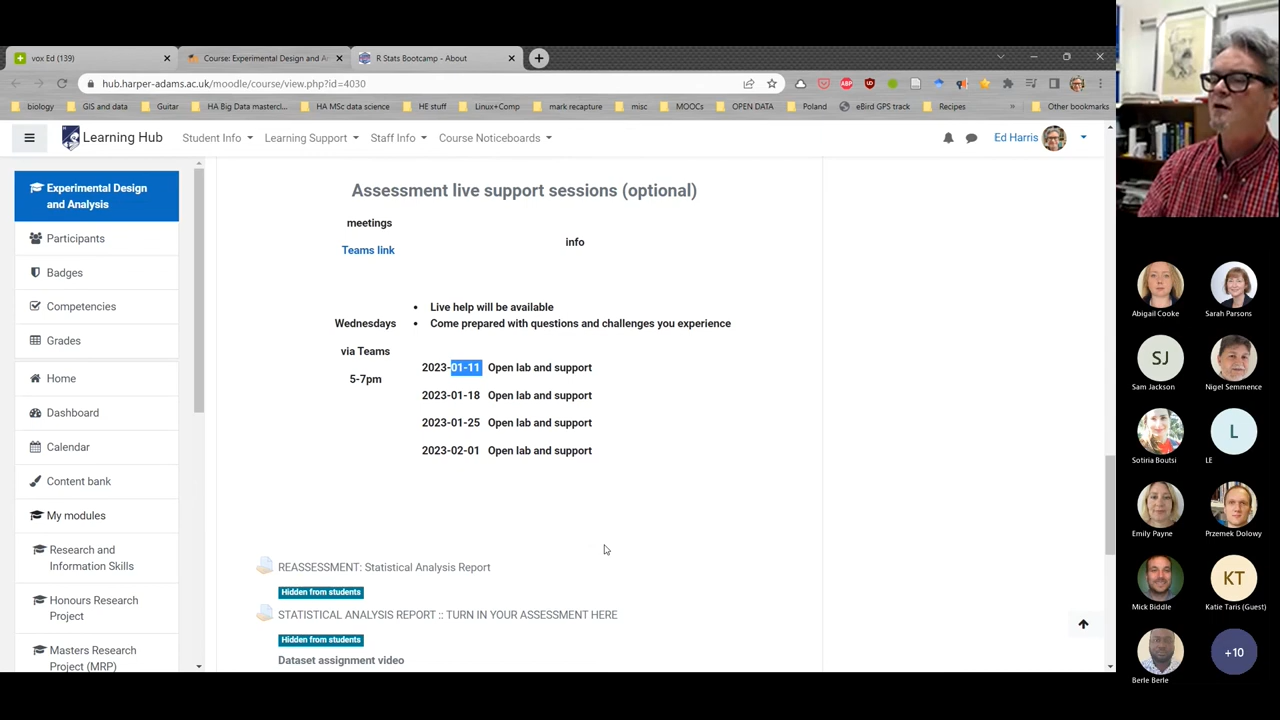 vox Ed (139)
Course: Experimental Design and Ar
R Stats Bootcamp - About
hub.harper-adams.ac.uk/moodle/course/view.php?id=4030
biology
GIS and data
Guitar
HA Big Data mastercl...
HA MSc data science
HE stuff
Linux+Comp
mark recapture
misc
MOOCs
OPEN DATA
Poland
eBird GPS track
Recipes
»
Other bookmarks
Learning Hub
Student Info
Learning Support
Staff Info
Course Noticeboards
Ed Harris
Experimental Design
and Analysis
Participants
Badges
Competencies
Grades
Home
Dashboard
Calendar
Content bank
My modules
Research and
Information Skills
Honours Research
Project
Masters Research
Project (MRP)
Assessment live support sessions (optional)
meetings
Teams link
info
Wednesdays
via Teams
5-7pm
• Live help will be available
• Come prepared with questions and challenges you experience
2023-01-11 Open lab and support
2023-01-18 Open lab and support
2023-01-25 Open lab and support
2023-02-01 Open lab and support
REASSESSMENT: Statistical Analysis Report
Hidden from students
STATISTICAL ANALYSIS REPORT :: TURN IN YOUR ASSESSMENT HERE
Hidden from students
Dataset assignment video
Abigail Cooke
Sarah Parsons
SJ
Sam Jackson
Nigel Semmence
Sotiria Boutsi
L
LE
Emily Payne
Przemek Dolowy
Mick Biddle
KT
Katie Taris (Guest)
Berle Berle
+10